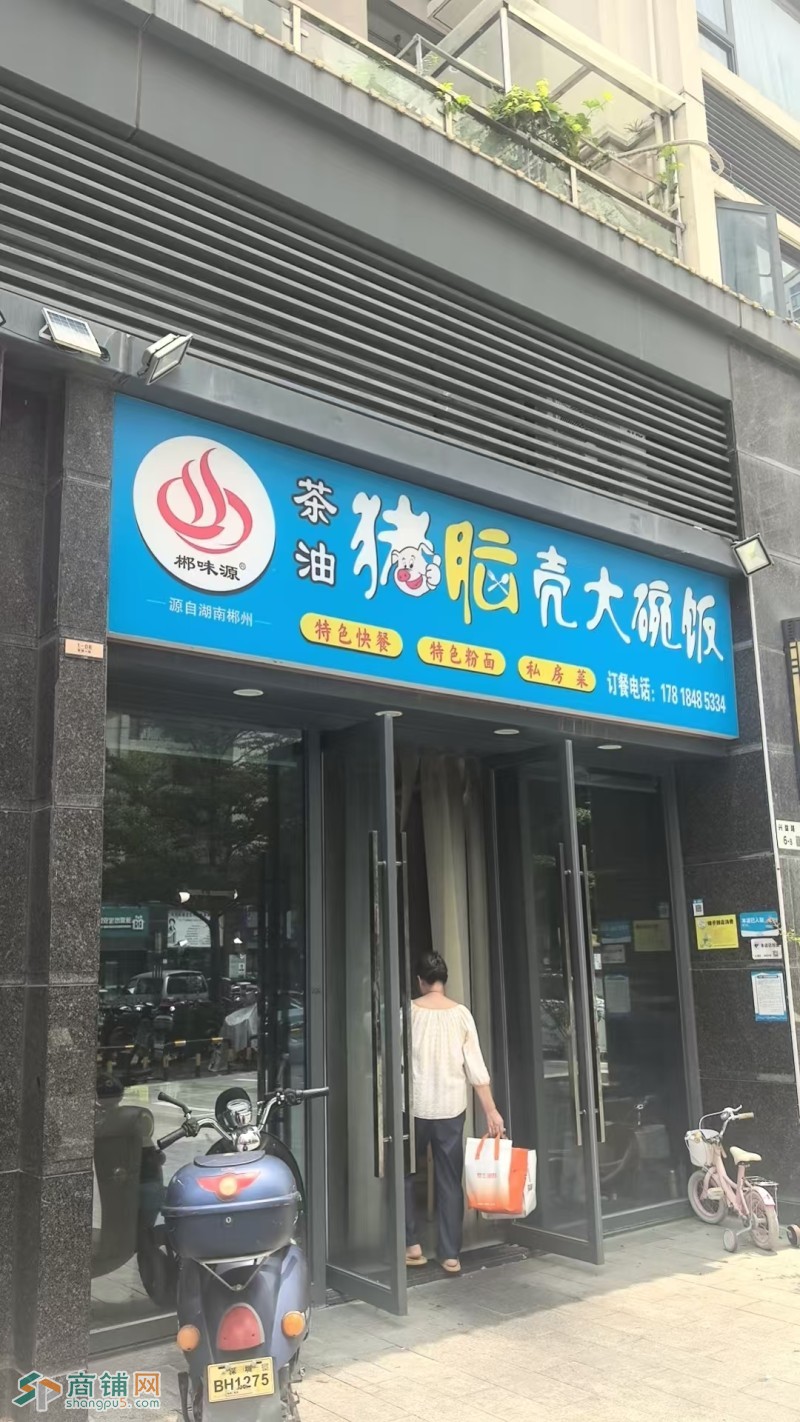 茶油
猪脑壳大碗饭
郴味源®
源自湖南郴州
特色快餐
特色粉面
私房菜
订餐电话：178 1848 5334
BH1275
商铺网
shangpu5.com